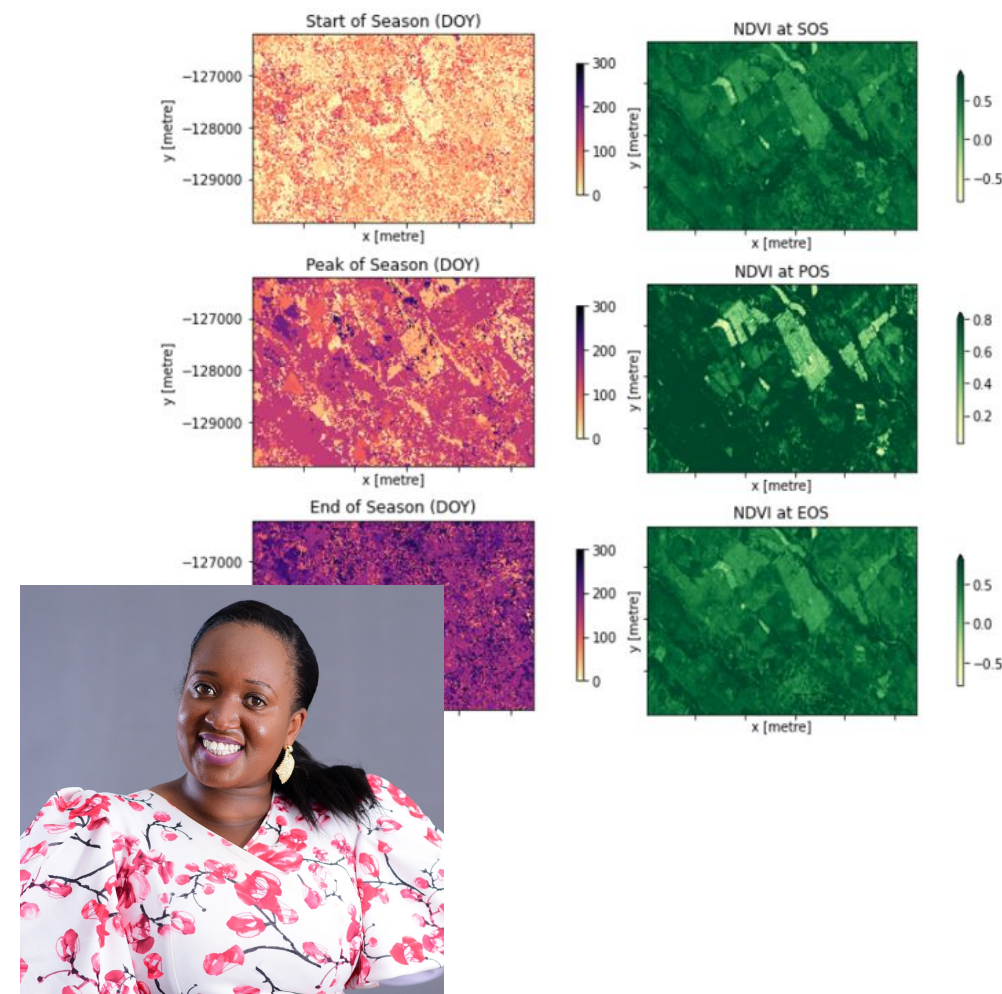 Start of Season (DOY)
−127000
−128000
−129000
y [metre]
x [metre]
300
200
100
0
NDVI at SOS
y [metre]
x [metre]
0.5
0.0
−0.5
Peak of Season (DOY)
−127000
−128000
−129000
y [metre]
x [metre]
300
200
100
0
NDVI at POS
y [metre]
x [metre]
0.8
0.6
0.4
0.2
End of Season (DOY)
−127000
300
200
100
0
NDVI at EOS
y [metre]
x [metre]
0.5
0.0
−0.5